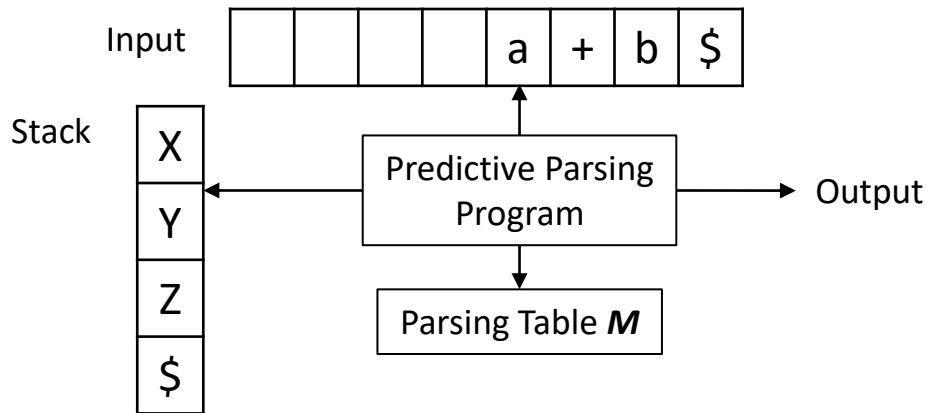 Input
a + b $
Stack
X
Y
Z
$
Predictive Parsing
Program
Output
Parsing Table M